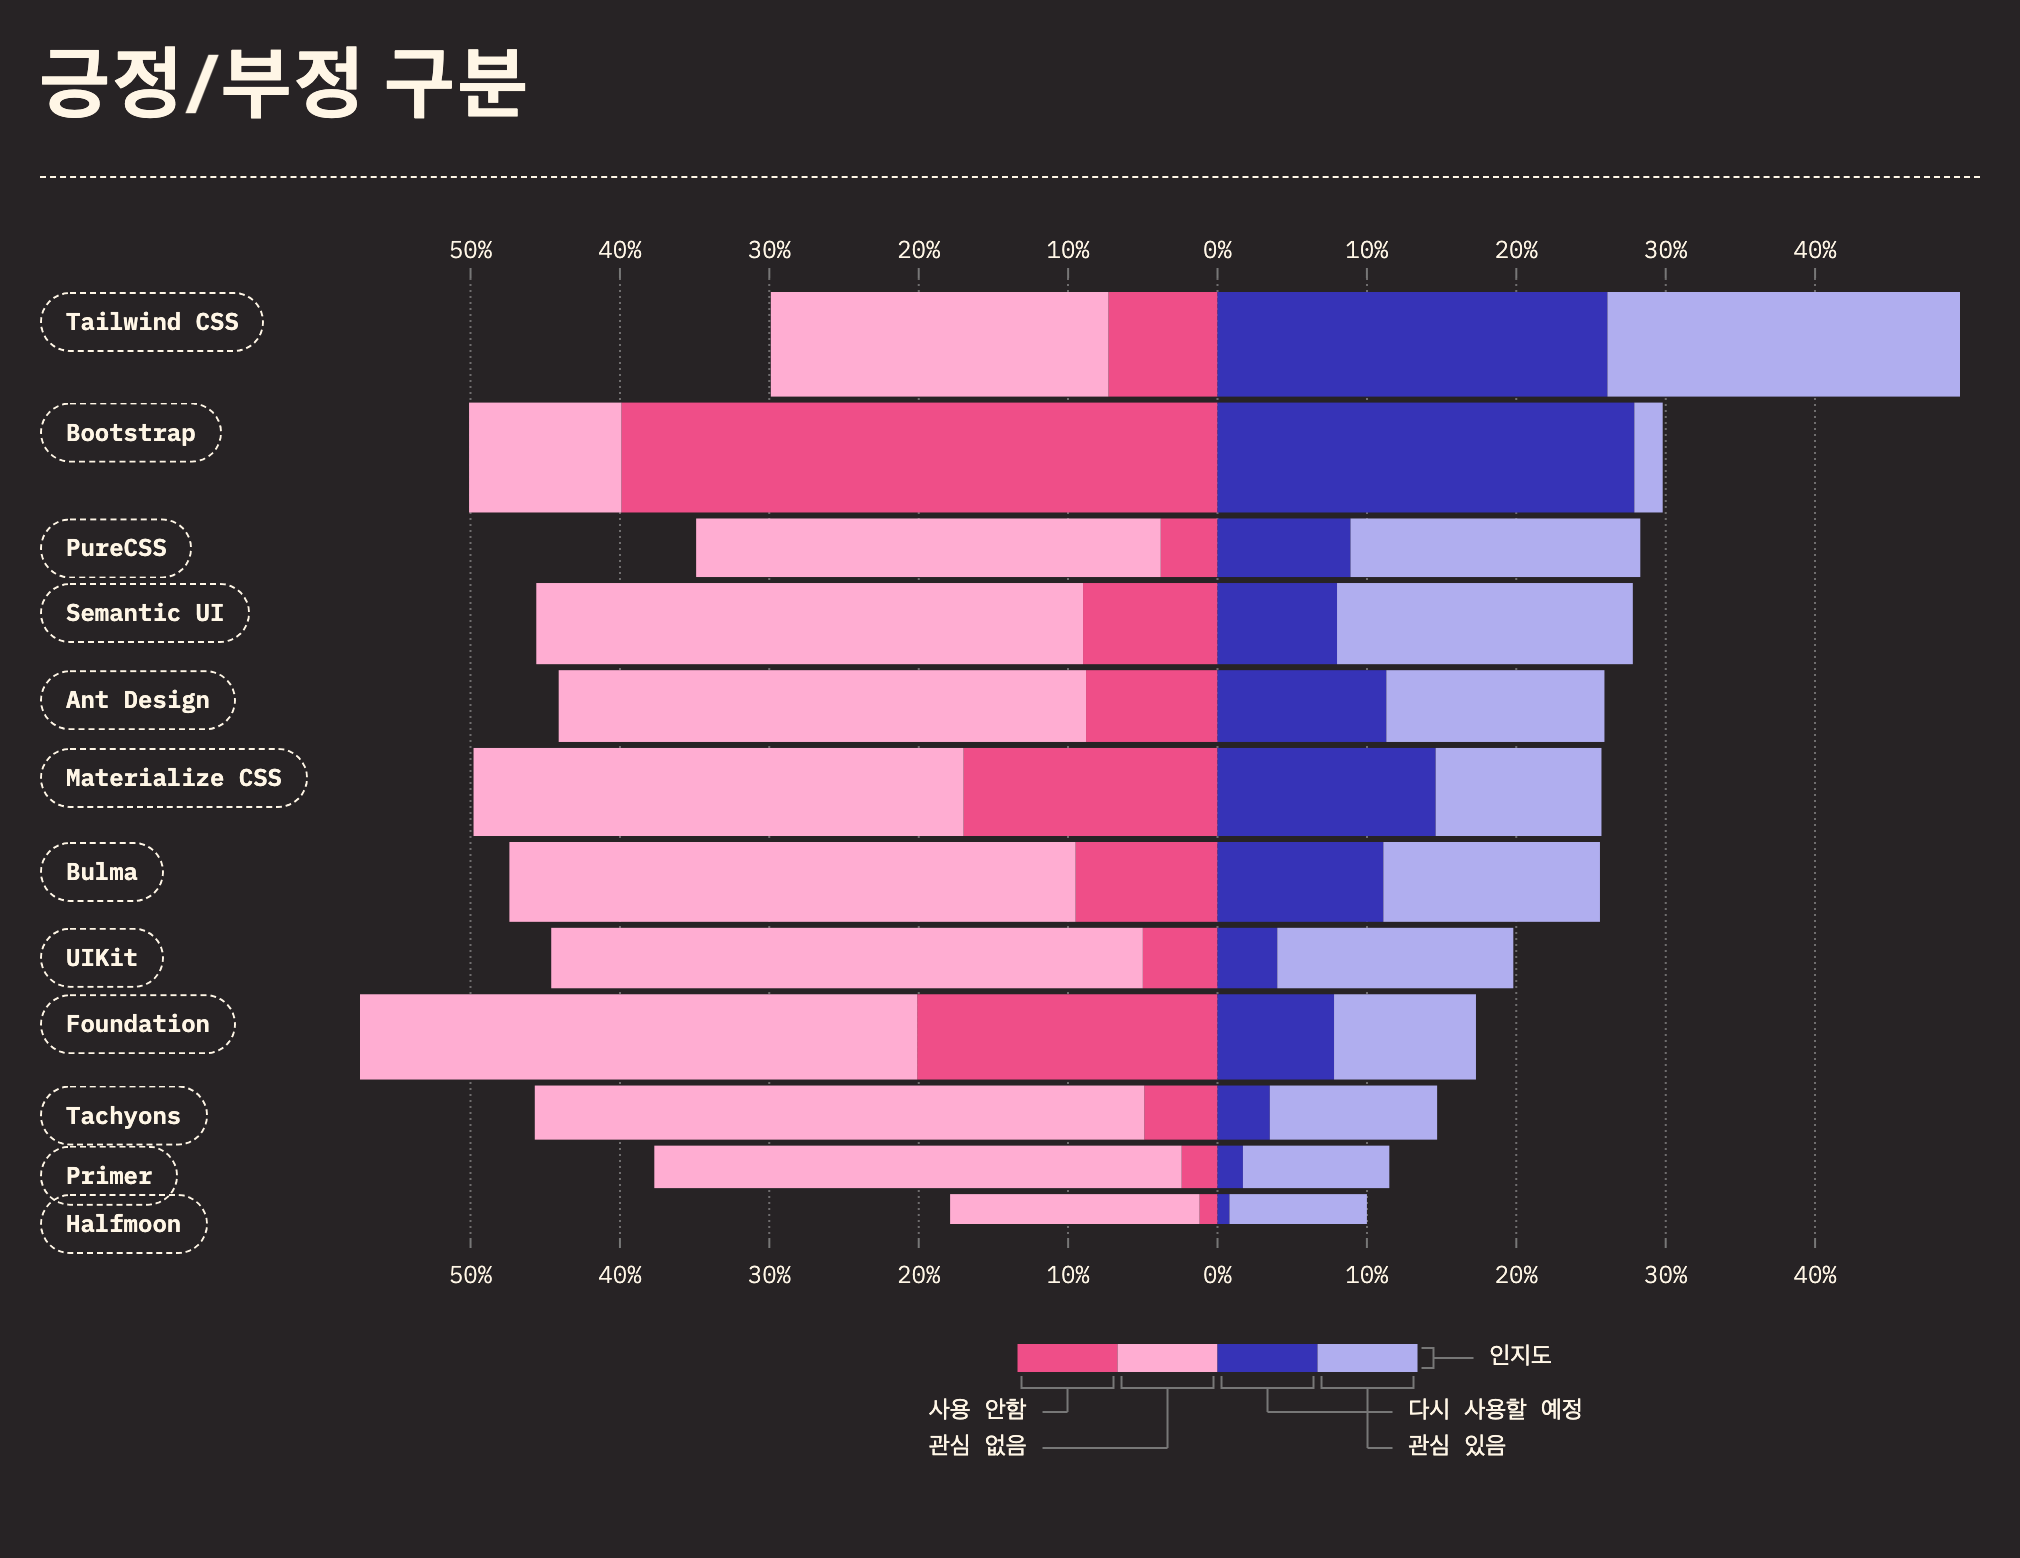 긍정/부정 구분
50% 40% 30% 20% 10% 0% 10% 20% 30% 40%
Tailwind CSS
Bootstrap
PureCSS
Semantic UI
Ant Design
Materialize CSS
Bulma
UIKit
Foundation
Tachyons
Primer
Halfmoon
50% 40% 30% 20% 10% 0% 10% 20% 30% 40%
인지도
사용 안함 다시 사용할 예정
관심 없음 관심 있음